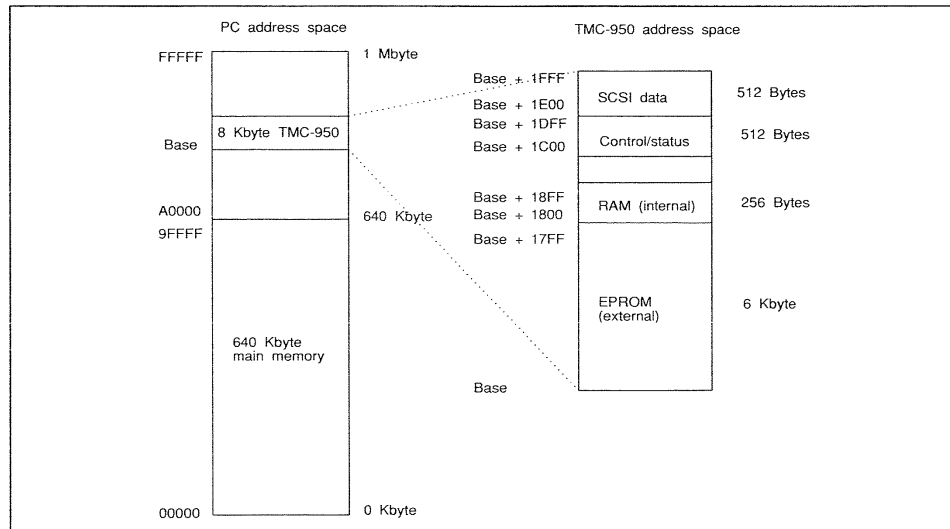 PC address space
FFFFF
1 Mbyte
8 Kbyte TMC-950
Base
A0000
640 Kbyte
9FFFF
640 Kbyte
main memory
00000
0 Kbyte
TMC-950 address space
Base + 1FFF
SCSI data
512 Bytes
Base + 1E00
Base + 1DFF
Control/status
512 Bytes
Base + 1C00
Base + 18FF
RAM (internal)
256 Bytes
Base + 1800
Base + 17FF
EPROM
(external)
6 Kbyte
Base